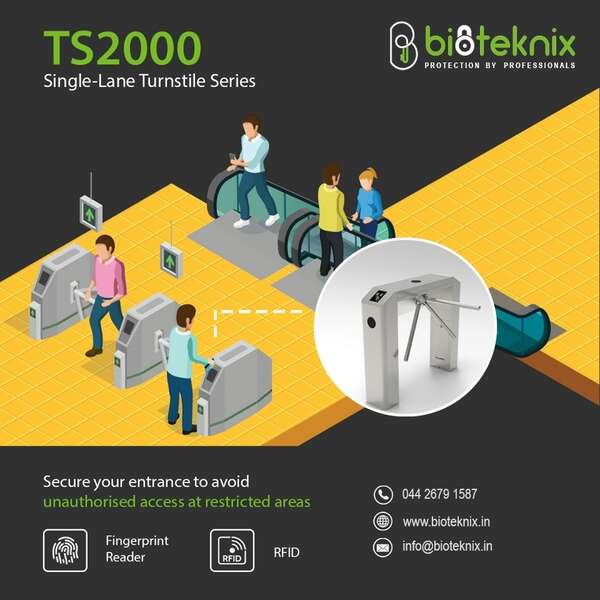 TS2000
Single-Lane Turnstile Series
bioteknix
PROTECTION BY PROFESSIONALS
Secure your entrance to avoid
unauthorised access at restricted areas
Fingerprint
Reader
RFID
RFID
044 2679 1587
www.bioteknix.in
info@bioteknix.in